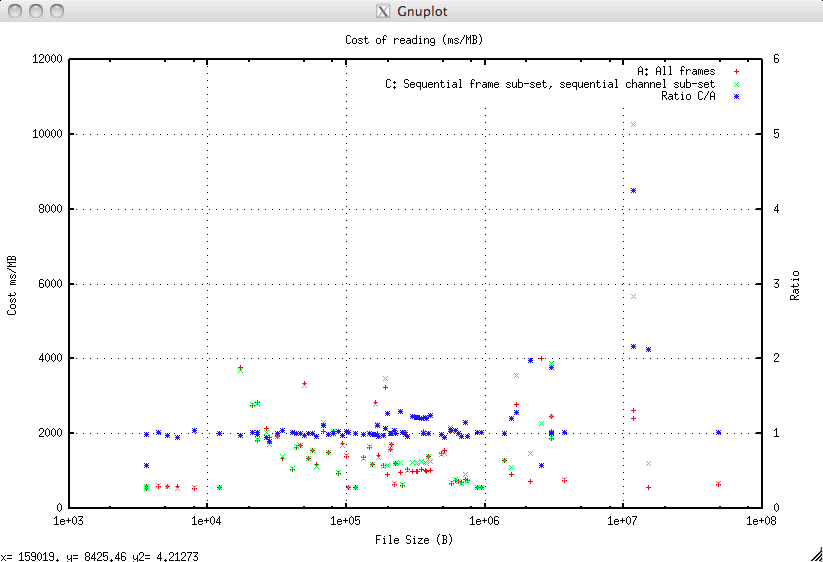 Gnuplot
Cost of reading (ms/MB)
A: All frames
C: Sequential frame sub-set, sequential channel sub-set
Ratio C/A
12000
10000
8000
6000
4000
2000
0
Cost ms/MB
6
5
4
3
2
1
0
Ratio
1e+03 1e+04 1e+05 1e+06 1e+07 1e+08
File Size (B)
x= 159019. y= 8425.46 y2= 4.21273